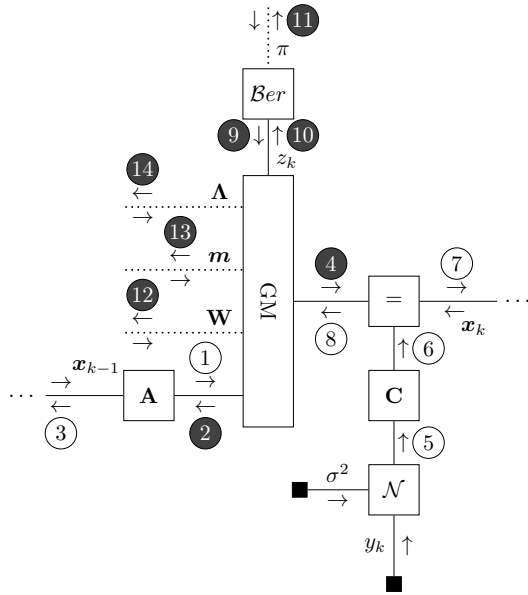 11
π
Ber
9 10
z_k
14
Λ
13
m
12
W
GM
4 7
=
8
x_k
6
x_{k-1}
1
...
A
...
C
3
2
5
σ²
N
y_k